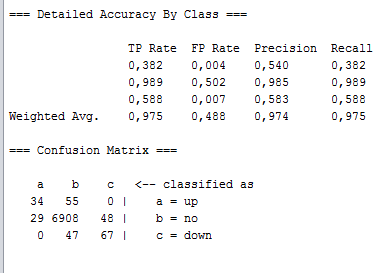 === Detailed Accuracy By Class ===
TP Rate FP Rate Precision Recall
0,382 0,004 0,540 0,382
0,989 0,502 0,985 0,989
0,588 0,007 0,583 0,588
Weighted Avg. 0,975 0,488 0,974 0,975
=== Confusion Matrix ===
a b c <-- classified as
34 55 0 | a = up
29 6908 48 | b = no
0 47 67 | c = down